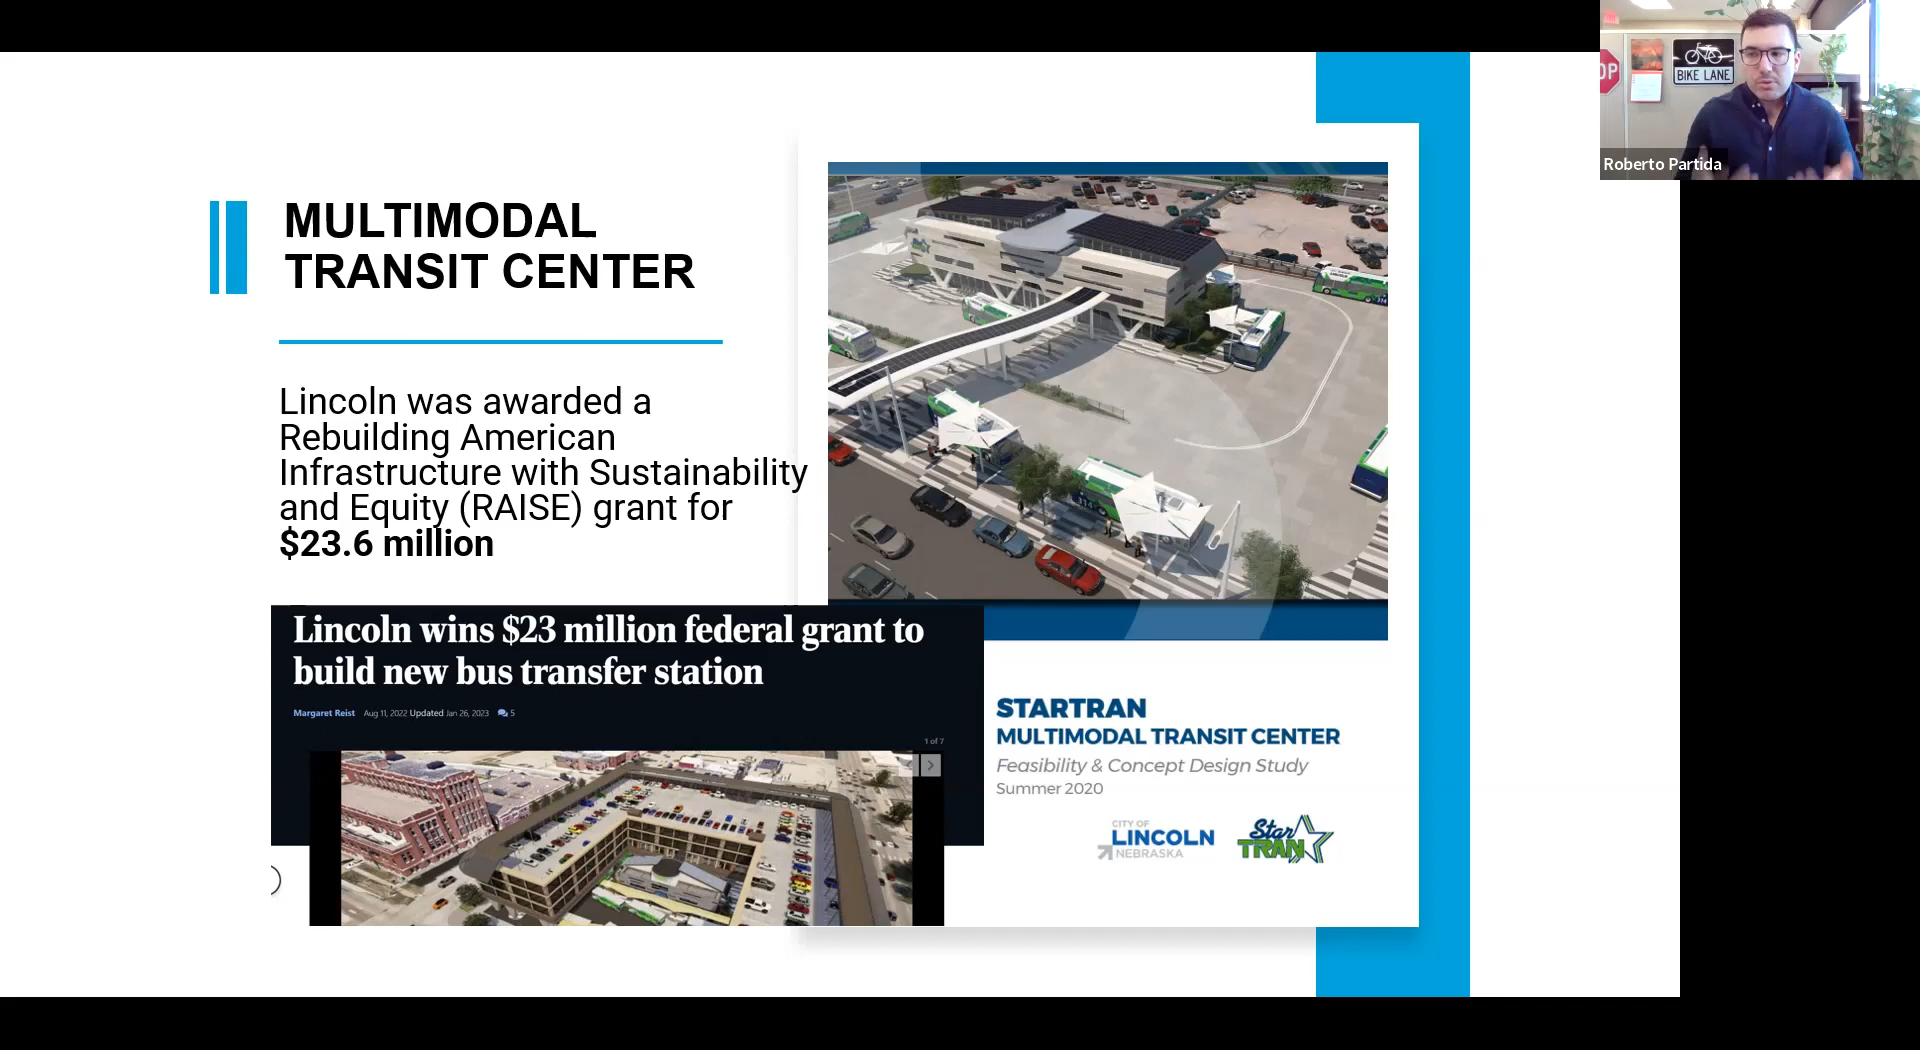 MULTIMODAL
TRANSIT CENTER
Lincoln was awarded a
Rebuilding American
Infrastructure with Sustainability
and Equity (RAISE) grant for
$23.6 million
Lincoln wins $23 million federal grant to
build new bus transfer station
Margaret Reist Aug 11, 2022 Updated Jan 26, 2023 5
1 of 7
STARTRAN
MULTIMODAL TRANSIT CENTER
Feasibility & Concept Design Study
Summer 2020
CITY OF
LINCOLN
NEBRASKA
Star
TRAN
OP
BIKE LANE
Roberto Partida